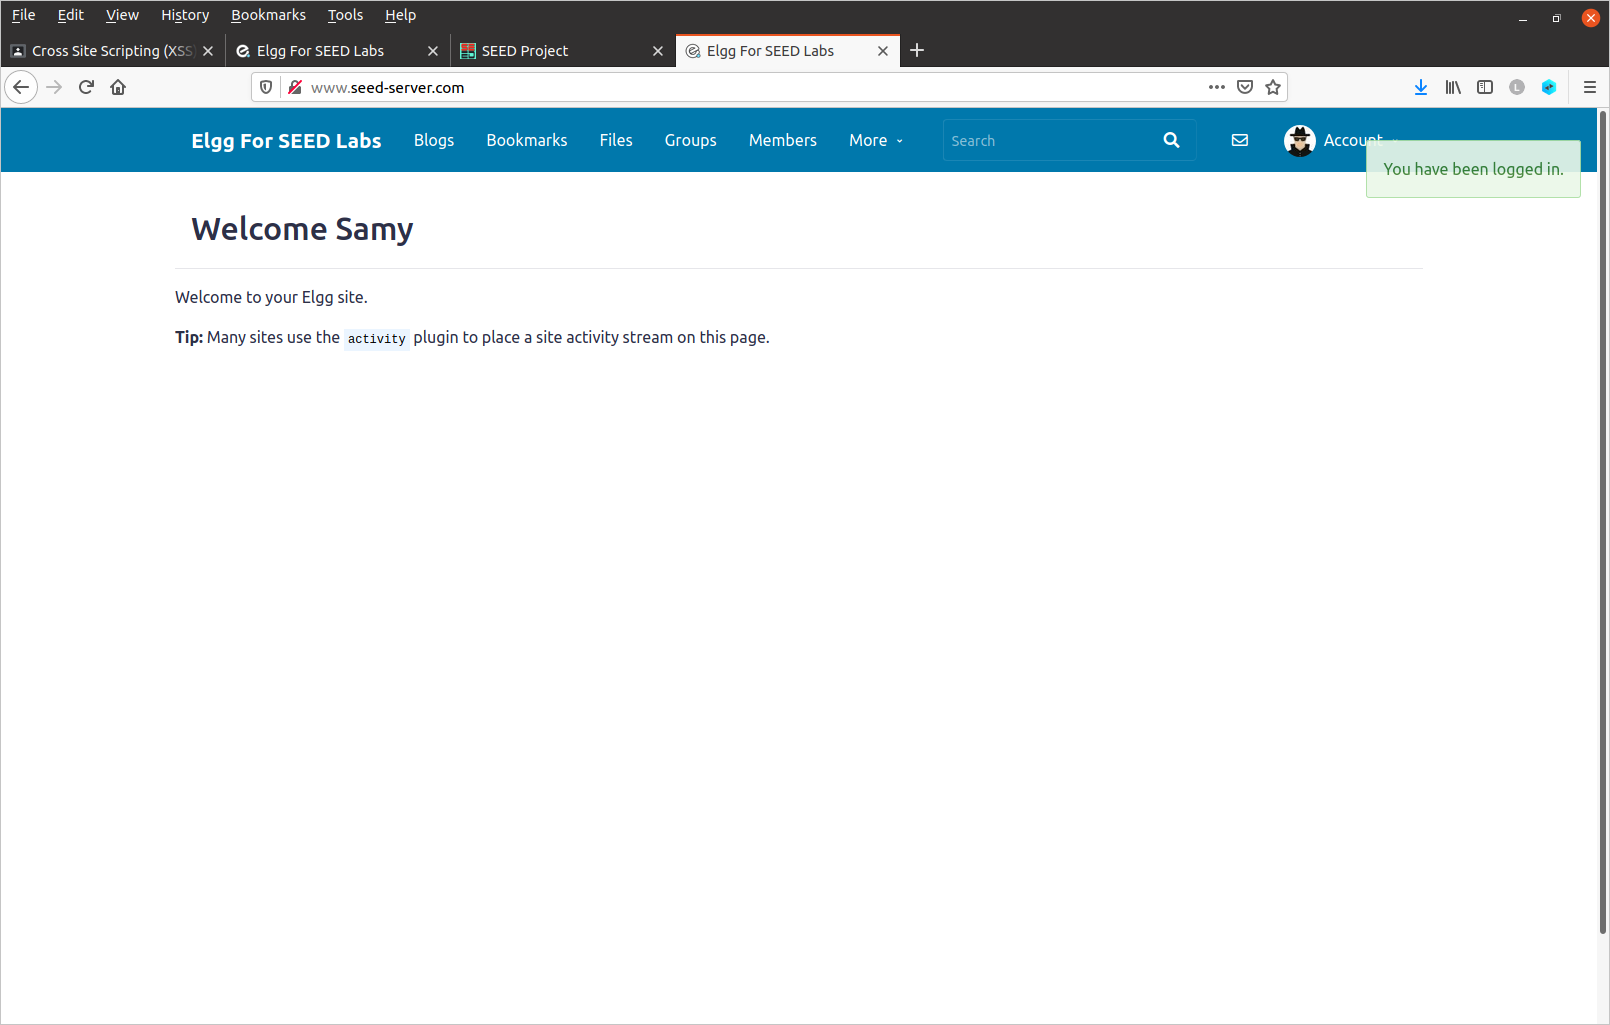 File Edit View History Bookmarks Tools Help
Cross Site Scripting (XSS) Elgg For SEED Labs SEED Project Elgg For SEED Labs
www.seed-server.com
L
Elgg For SEED Labs Blogs Bookmarks Files Groups Members More Search Account
You have been logged in.
Welcome Samy
Welcome to your Elgg site.
Tip: Many sites use the activity plugin to place a site activity stream on this page.